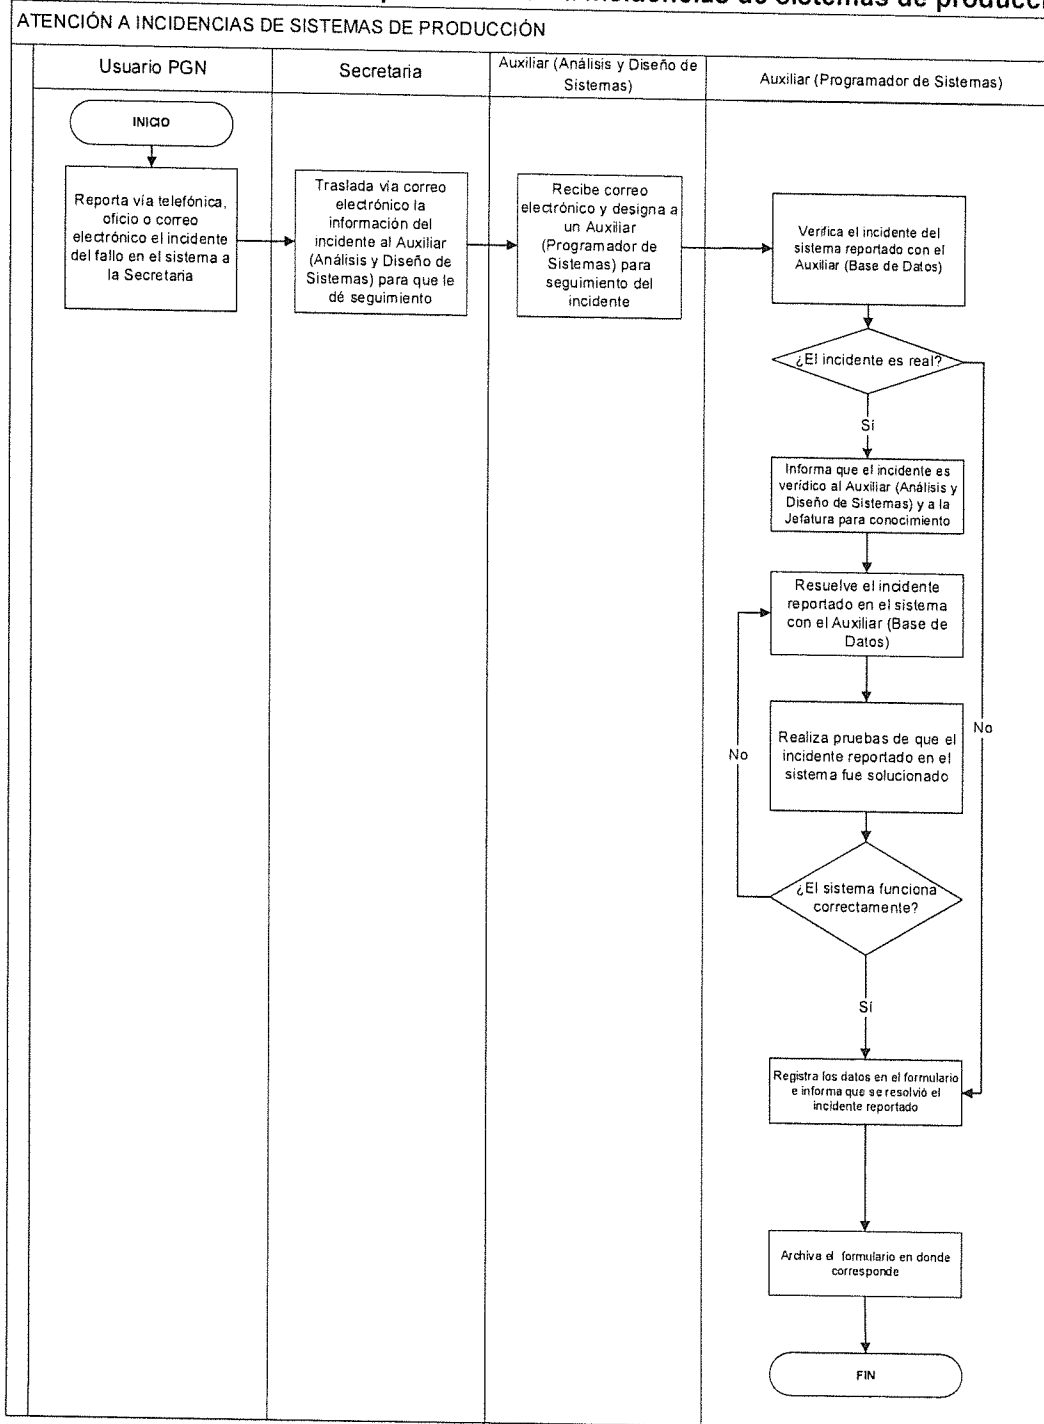 incidencias de sistemas de producci
ATENCIÓN A INCIDENCIAS DE SISTEMAS DE PRODUCCIÓN
Usuario PGN
Secretaria
Auxiliar (Análisis y Diseño de
Sistemas)
Auxiliar (Programador de Sistemas)
INICIO
Reporta vía telefónica,
oficio o correo
electrónico el incidente
del fallo en el sistema a
la Secretaria
Traslada vía correo
electrónico la
información del
incidente al Auxiliar
(Análisis y Diseño de
Sistemas) para que le
dé seguimiento
Recibe correo
electrónico y designa a
un Auxiliar
(Programador de
Sistemas) para
seguimiento del
incidente
Verifica el incidente del
sistema reportado con el
Auxiliar (Base de Datos)
¿El incidente es real?
Sí
Informa que el incidente es
verídico al Auxiliar (Análisis y
Diseño de Sistemas) y a la
Jefatura para conocimiento
Resuelve el incidente
reportado en el sistema
con el Auxiliar (Base de
Datos)
No
Realiza pruebas de que el
incidente reportado en el
sistema fue solucionado
No
¿El sistema funciona
correctamente?
Sí
Registra los datos en el formulario
e informa que se resolvió el
incidente reportado
Archiva el formulario en donde
corresponde
FIN